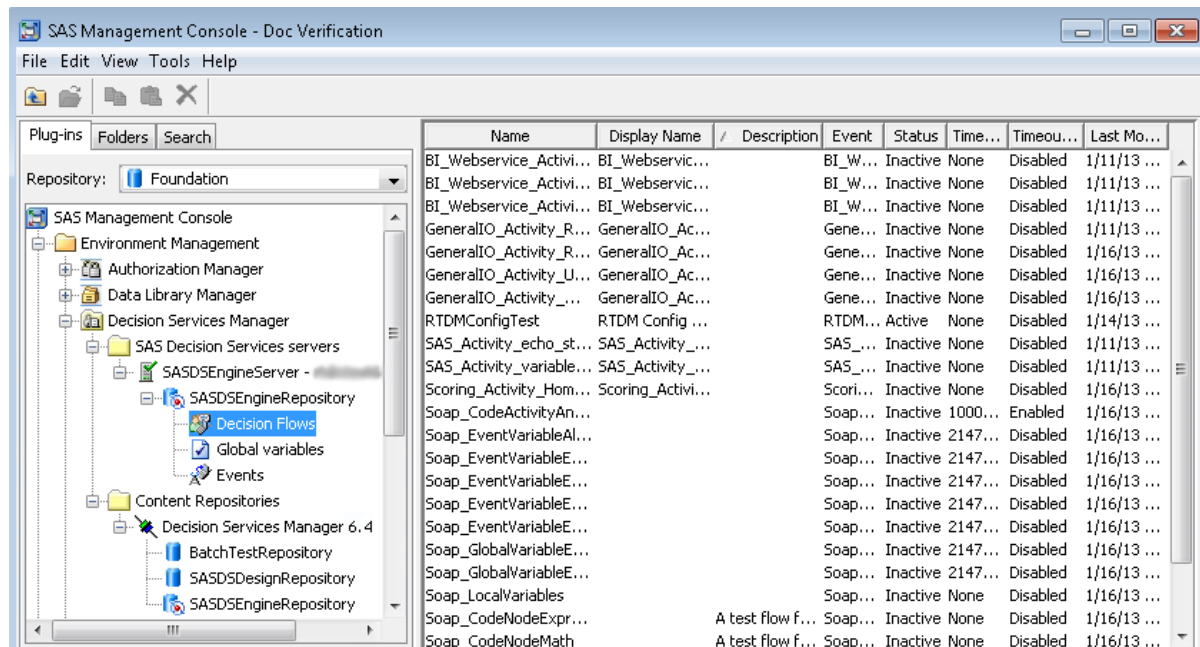 SAS Management Console - Doc Verification
File Edit View Tools Help
Plug-ins Folders Search
Repository: Foundation
SAS Management Console
Environment Management
Authorization Manager
Data Library Manager
Decision Services Manager
SAS Decision Services servers
SASDSEngineServer -
SASDSEngineRepository
Decision Flows
Global variables
Events
Content Repositories
Decision Services Manager 6.4
BatchTestRepository
SASDSDesignRepository
SASDSEngineRepository
Name Display Name Description Event Status Time... Timeou... Last Mo...
BI_Webservice_Activi... BI_Webservic... BI_W... Inactive None Disabled 1/11/13 ...
BI_Webservice_Activi... BI_Webservic... BI_W... Inactive None Disabled 1/11/13 ...
BI_Webservice_Activi... BI_Webservic... BI_W... Inactive None Disabled 1/11/13 ...
GeneralIO_Activity_R... GeneralIO_Ac... Gene... Inactive None Disabled 1/11/13 ...
GeneralIO_Activity_R... GeneralIO_Ac... Gene... Inactive None Disabled 1/16/13 ...
GeneralIO_Activity_U... GeneralIO_Ac... Gene... Inactive None Disabled 1/16/13 ...
GeneralIO_Activity_... GeneralIO_Ac... Gene... Inactive None Disabled 1/16/13 ...
RTDMConfigTest RTDM Config ... RTDM... Active None Disabled 1/14/13 ...
SAS_Activity_echo_st... SAS_Activity_... SAS_... Inactive None Disabled 1/11/13 ...
SAS_Activity_variable... SAS_Activity_... SAS_... Inactive None Disabled 1/11/13 ...
Scoring_Activity_Hom... Scoring_Activi... Scori... Inactive None Disabled 1/16/13 ...
Soap_CodeActivityAn... Soap... Inactive 1000... Enabled 1/16/13 ...
Soap_EventVariableAl... Soap... Inactive 2147... Disabled 1/16/13 ...
Soap_EventVariableE... Soap... Inactive 2147... Disabled 1/16/13 ...
Soap_EventVariableE... Soap... Inactive 2147... Disabled 1/16/13 ...
Soap_EventVariableE... Soap... Inactive 2147... Disabled 1/16/13 ...
Soap_EventVariableE... Soap... Inactive 2147... Disabled 1/16/13 ...
Soap_GlobalVariableE... Soap... Inactive 2147... Disabled 1/16/13 ...
Soap_GlobalVariableE... Soap... Inactive 2147... Disabled 1/16/13 ...
Soap_LocalVariables Soap... Inactive None Disabled 1/16/13 ...
Soap_CodeNodeExpr... A test flow f... Soap... Inactive None Disabled 1/16/13 ...
Soap_CodeNodeMath A test flow f... Soap... Inactive None Disabled 1/16/13 ...